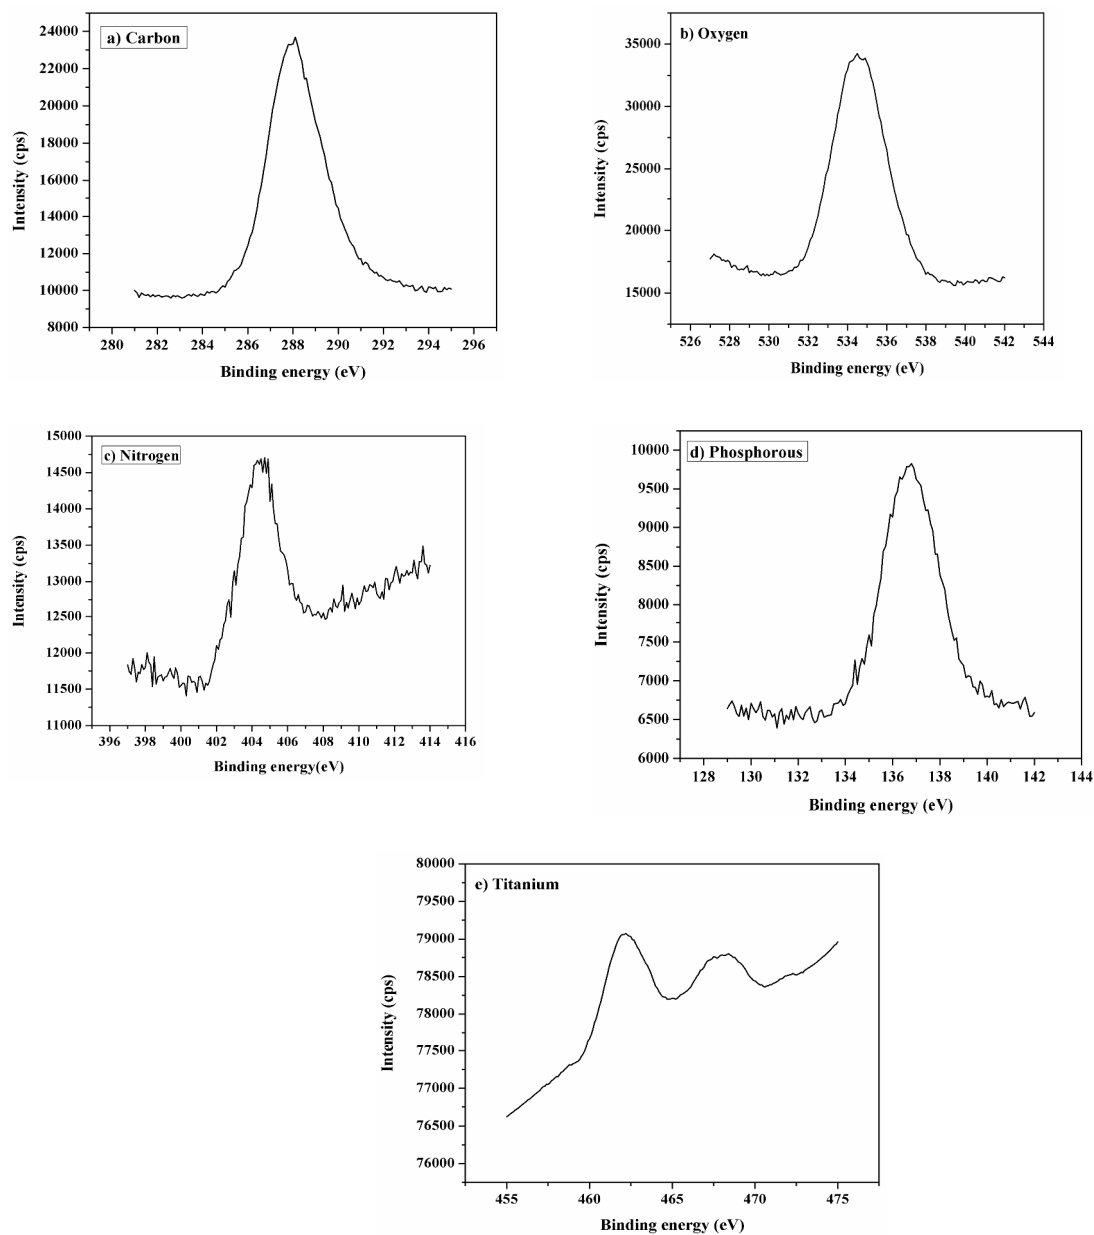 a) Carbon
24000
22000
20000
18000
16000
14000
12000
10000
8000
Intensity (cps)
280 282 284 286 288 290 292 294 296
Binding energy (eV)
b) Oxygen
35000
30000
25000
20000
15000
Intensity (cps)
526 528 530 532 534 536 538 540 542 544
Binding energy (eV)
c) Nitrogen
15000
14500
14000
13500
13000
12500
12000
11500
11000
Intensity (cps)
396 398 400 402 404 406 408 410 412 414 416
Binding energy(eV)
d) Phosphorous
10000
9500
9000
8500
8000
7500
7000
6500
6000
Intensity (cps)
128 130 132 134 136 138 140 142 144
Binding energy (eV)
e) Titanium
80000
79500
79000
78500
78000
77500
77000
76500
76000
Intensity (cps)
455 460 465 470 475
Binding energy (eV)